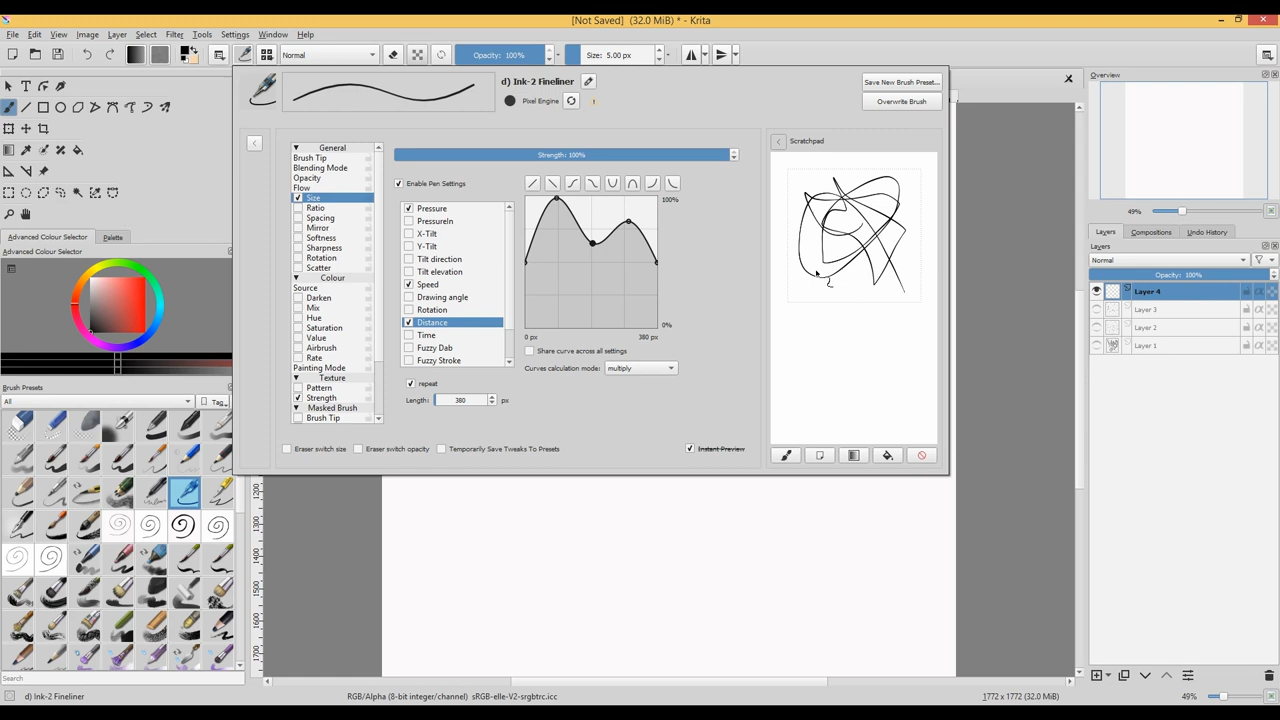 [Not Saved] (32.0 MiB) * - Krita
File Edit View Image Layer Select Filter Tools Settings Window Help
Normal Opacity: 100% Size: 5.00 px
d) Ink-2 Fineliner
Pixel Engine
Save New Brush Preset...
Overwrite Brush
Scratchpad
General
Brush Tip
Blending Mode
Opacity
Flow
Size
Ratio
Spacing
Mirror
Softness
Sharpness
Rotation
Scatter
Colour
Source
Darken
Mix
Hue
Saturation
Value
Airbrush
Rate
Painting Mode
Texture
Pattern
Strength
Masked Brush
Brush Tip
Strength: 100%
Enable Pen Settings
Pressure
PressureIn
X-Tilt
Y-Tilt
Tilt direction
Tilt elevation
Speed
Drawing angle
Rotation
Distance
Time
Fuzzy Dab
Fuzzy Stroke
repeat
Length: 380 px
100%
0%
0 px 380 px
Share curve across all settings
Curves calculation mode: multiply
Eraser switch size Eraser switch opacity Temporarily Save Tweaks To Presets
Instant Preview
Advanced Colour Selector Palette
Advanced Colour Selector
Brush Presets
All Tag
Search
Overview
49%
Layers Compositions Undo History
Layers
Normal
Opacity: 100%
Layer 4
Layer 3
Layer 2
Layer 1
1200
1300
1400
1500
1600
1700
d) Ink-2 Fineliner
RGB/Alpha (8-bit integer/channel) sRGB-elle-V2-srgbtrc.icc
1772 x 1772 (32.0 MiB)
49%